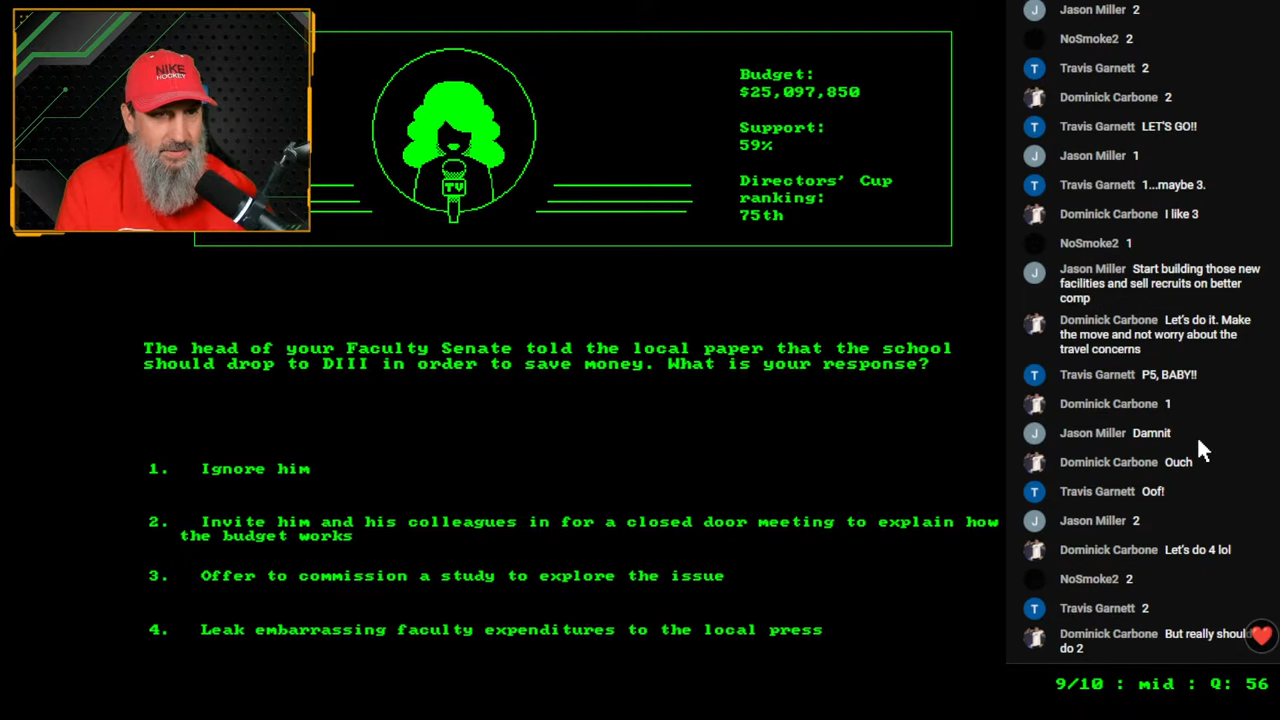 NIKE
HOCKEY
TV
Budget:
$25,097,850
Support:
59%
Directors' Cup
ranking:
75th
The head of your Faculty Senate told the local paper that the school
should drop to DIII in order to save money. What is your response?
1. Ignore him
2. Invite him and his colleagues in for a closed door meeting to explain how
the budget works
3. Offer to commission a study to explore the issue
4. Leak embarrassing faculty expenditures to the local press
J Jason Miller 2
NoSmoke2 2
T Travis Garnett 2
Dominick Carbone 2
T Travis Garnett LET'S GO!!
J Jason Miller 1
T Travis Garnett 1...maybe 3.
Dominick Carbone I like 3
NoSmoke2 1
J Jason Miller Start building those new
facilities and sell recruits on better
comp
Dominick Carbone Let's do it. Make
the move and not worry about the
travel concerns
T Travis Garnett P5, BABY!!
Dominick Carbone 1
J Jason Miller Damnit
Dominick Carbone Ouch
T Travis Garnett Oof!
J Jason Miller 2
Dominick Carbone Let's do 4 lol
NoSmoke2 2
T Travis Garnett 2
Dominick Carbone But really should
do 2
9/10 : mid : Q: 56